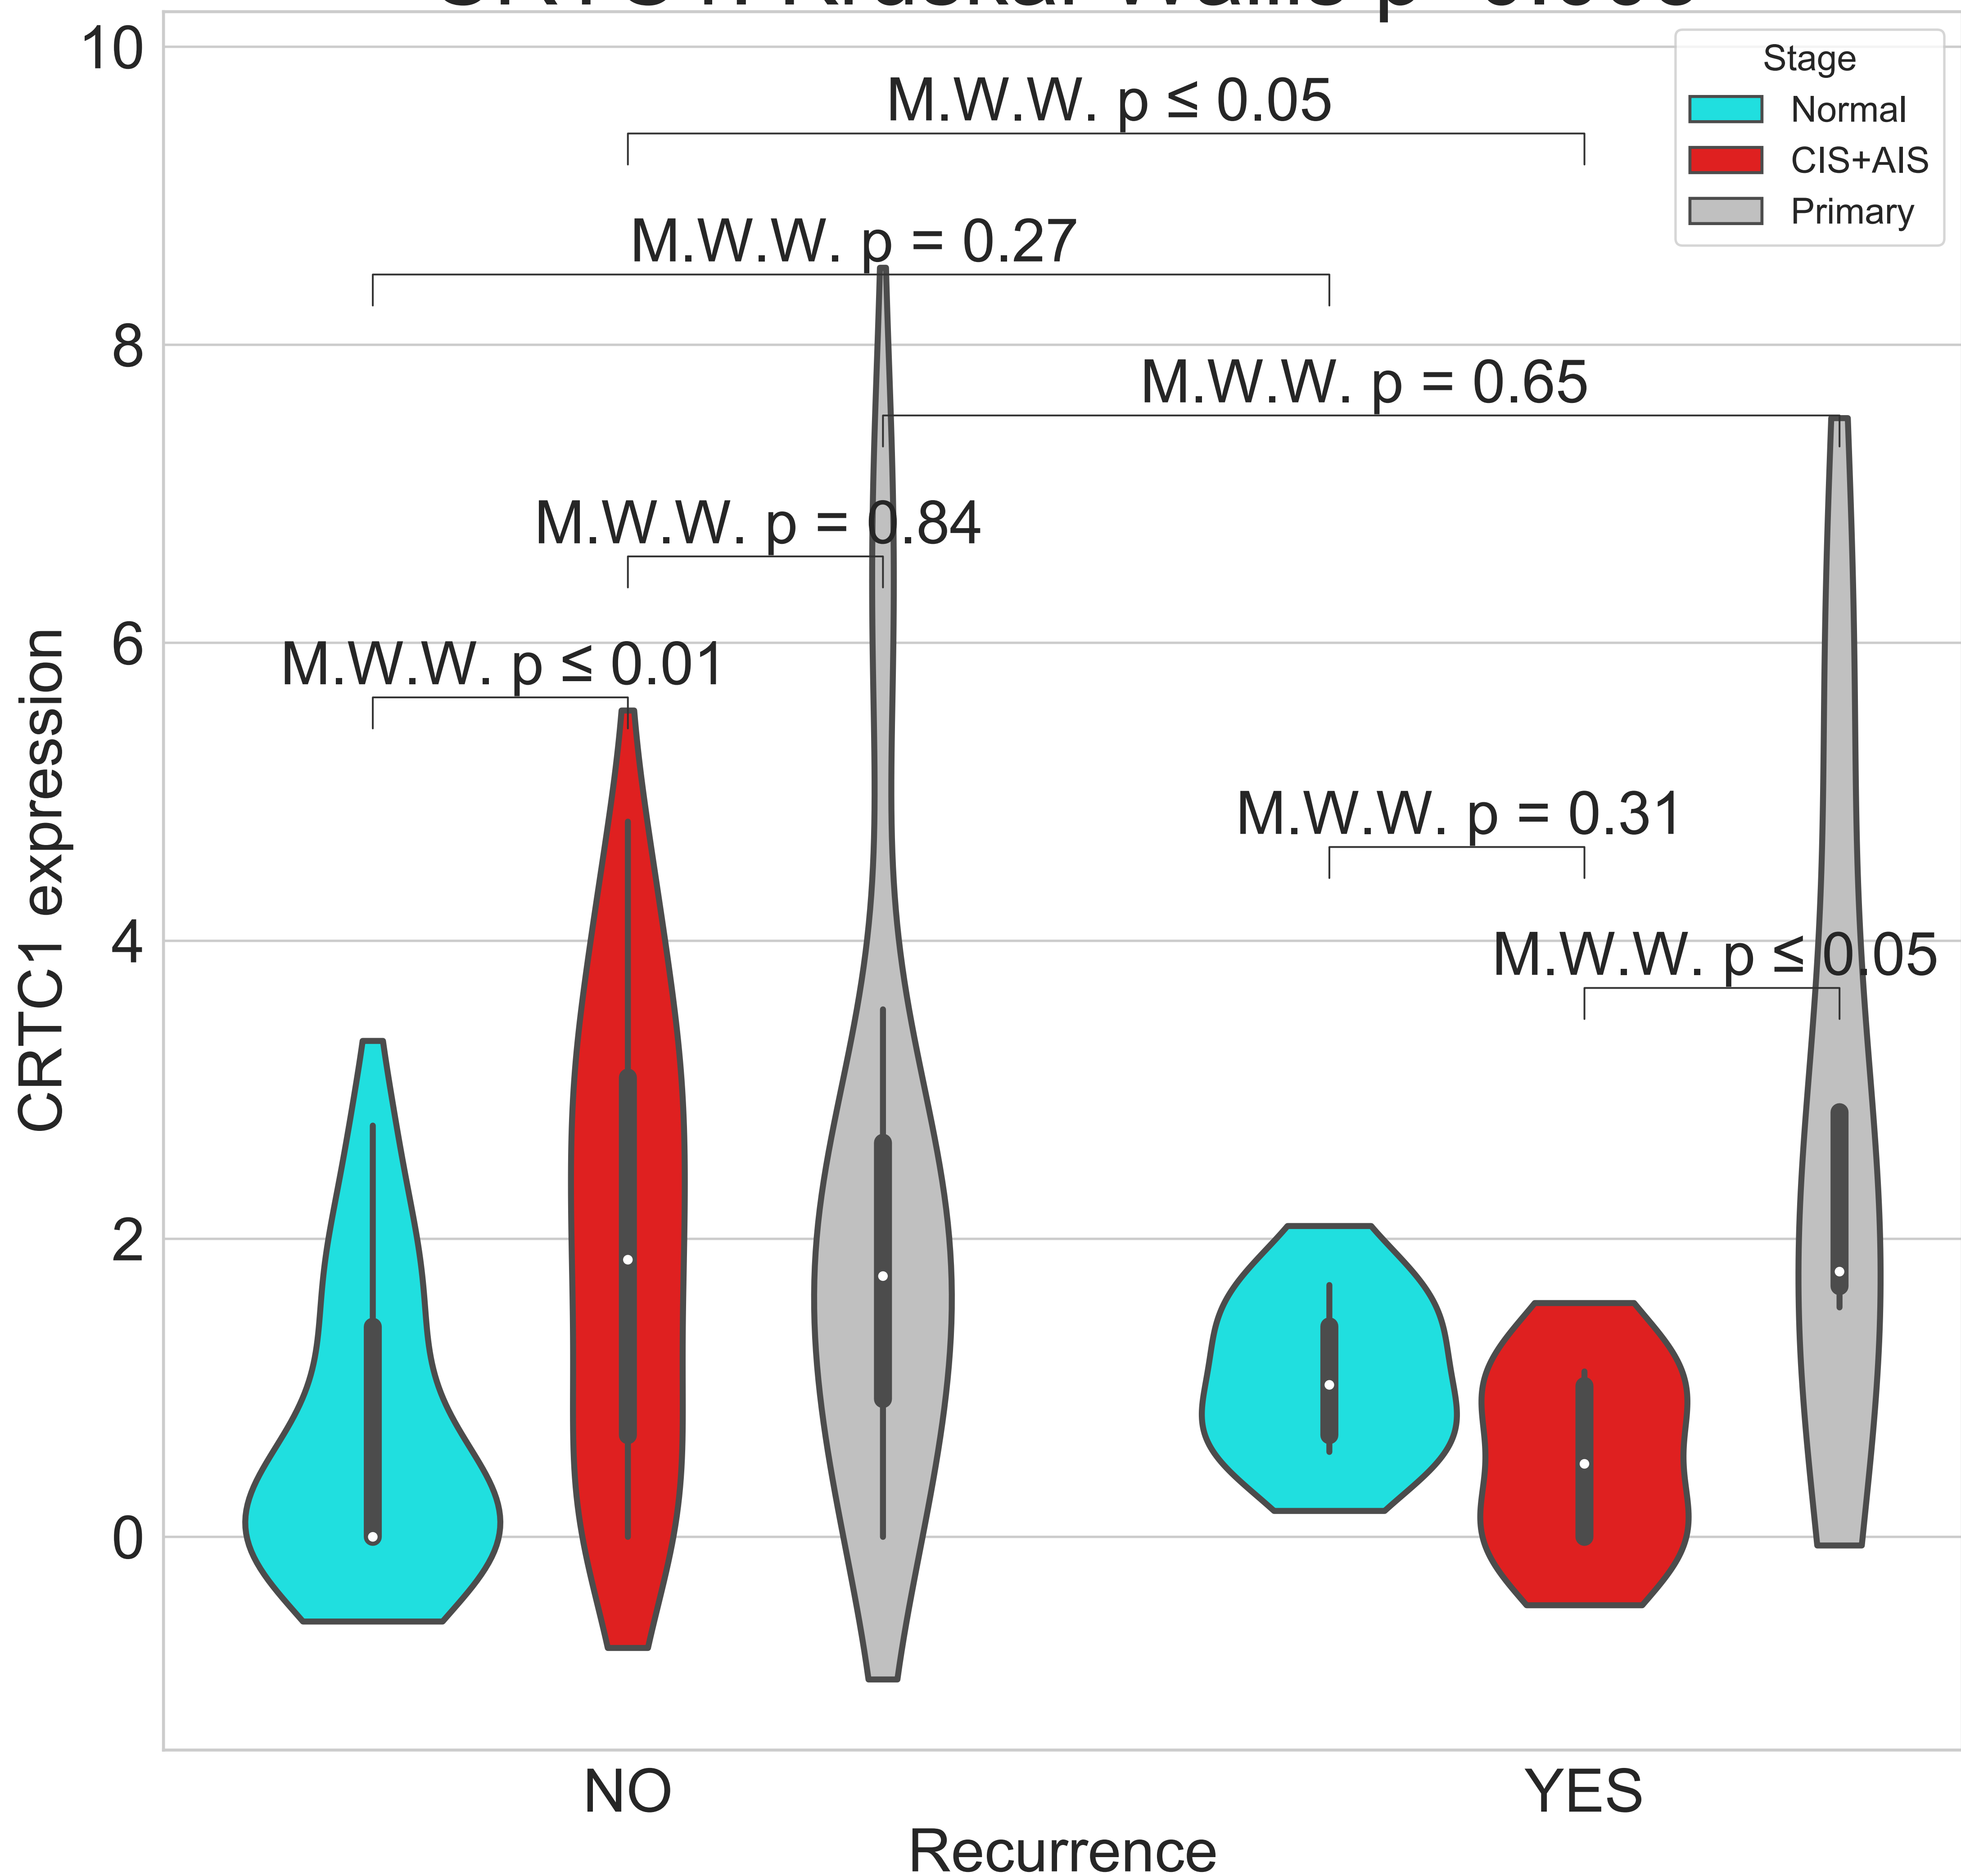 10
8
6
4
2
0
CRTC1 expression
M.W.W. p ≤ 0.05
M.W.W. p = 0.27
M.W.W. p = 0.65
M.W.W. p = 0.84
M.W.W. p ≤ 0.01
M.W.W. p = 0.31
M.W.W. p ≤ 0.05
Stage
Normal
CIS+AIS
Primary
NO
YES
Recurrence